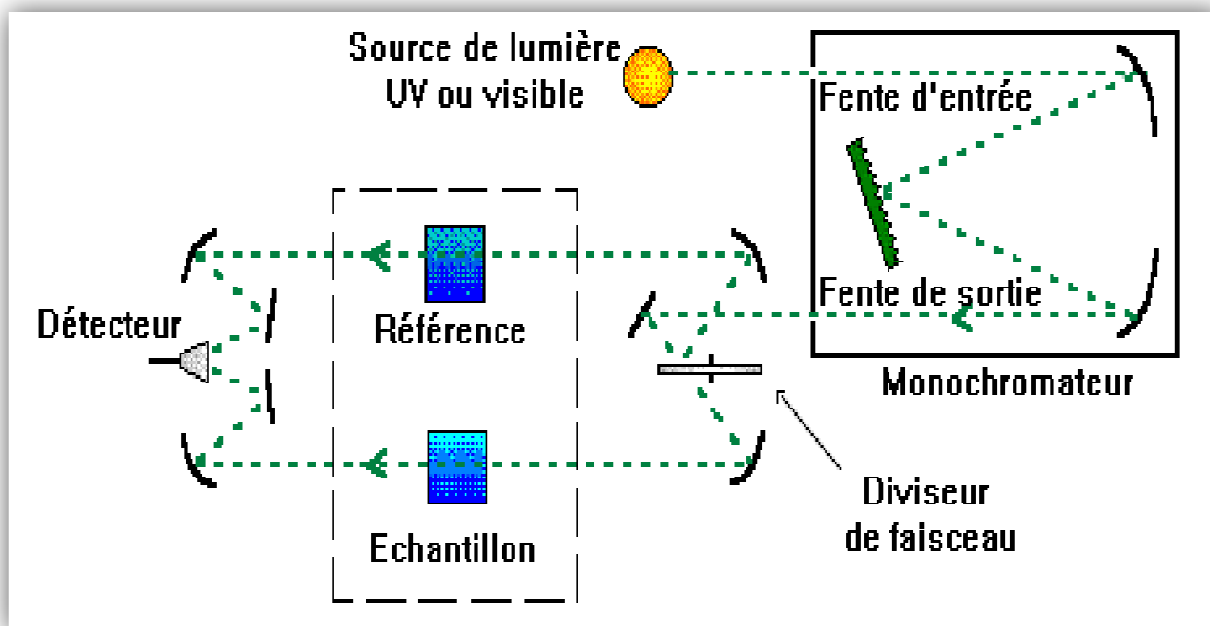 Source de lumière
UV ou visible
Fente d'entrée
Fente de sortie
Monochromateur
Référence
Détecteur
Echantillon
Diviseur
de faisceau